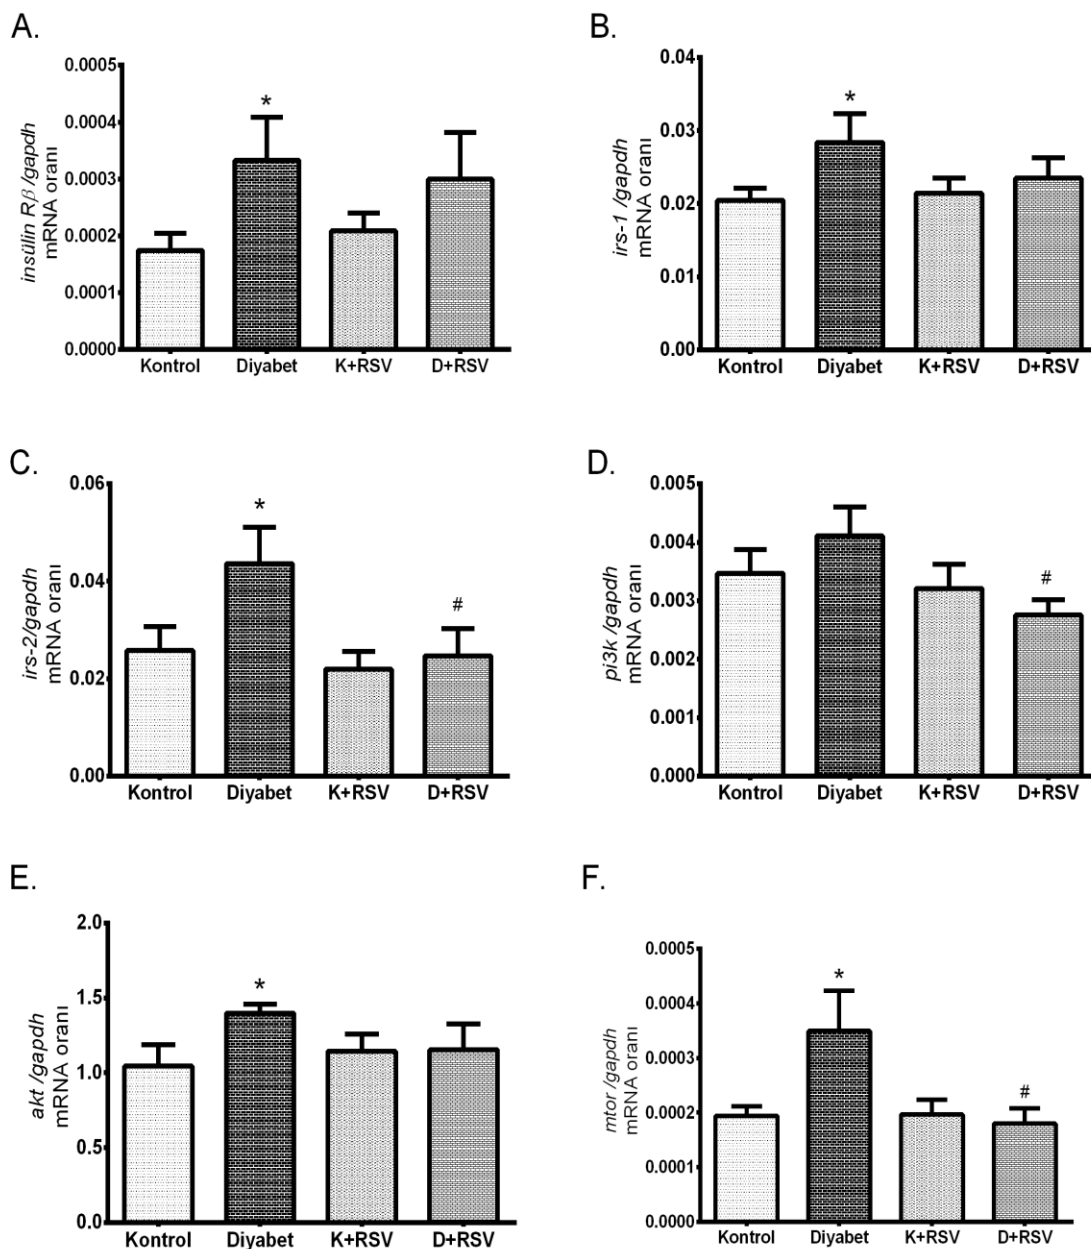 A.
0.0005
0.0004
0.0003
0.0002
0.0001
0.0000
insülin Rβ /gapdh
mRNA oranı
*
Kontrol Diyabet K+RSV D+RSV
B.
0.04
0.03
0.02
0.01
0.00
irs-1 /gapdh
mRNA oranı
*
Kontrol Diyabet K+RSV D+RSV
C.
0.06
0.04
0.02
0.00
irs-2/gapdh
mRNA oranı
*
#
Kontrol Diyabet K+RSV D+RSV
D.
0.005
0.004
0.003
0.002
0.001
0.000
pi3k /gapdh
mRNA oranı
#
Kontrol Diyabet K+RSV D+RSV
E.
2.0
1.5
1.0
0.5
0.0
akt /gapdh
mRNA oranı
*
Kontrol Diyabet K+RSV D+RSV
F.
0.0005
0.0004
0.0003
0.0002
0.0001
0.0000
mtor /gapdh
mRNA oranı
*
#
Kontrol Diyabet K+RSV D+RSV